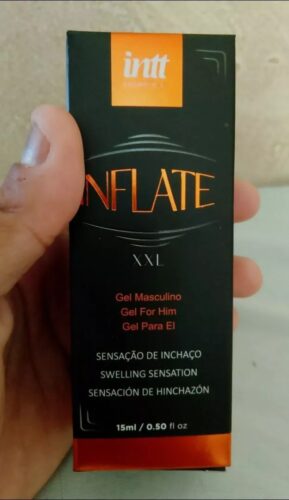 intt
INFLATE
XXL
Gel Masculino
Gel For Him
Gel Para El
SENSAÇÃO DE INCHAÇO
SWELLING SENSATION
SENSACIÓN DE HINCHAZÓN
15ml / 0.50 fl oz